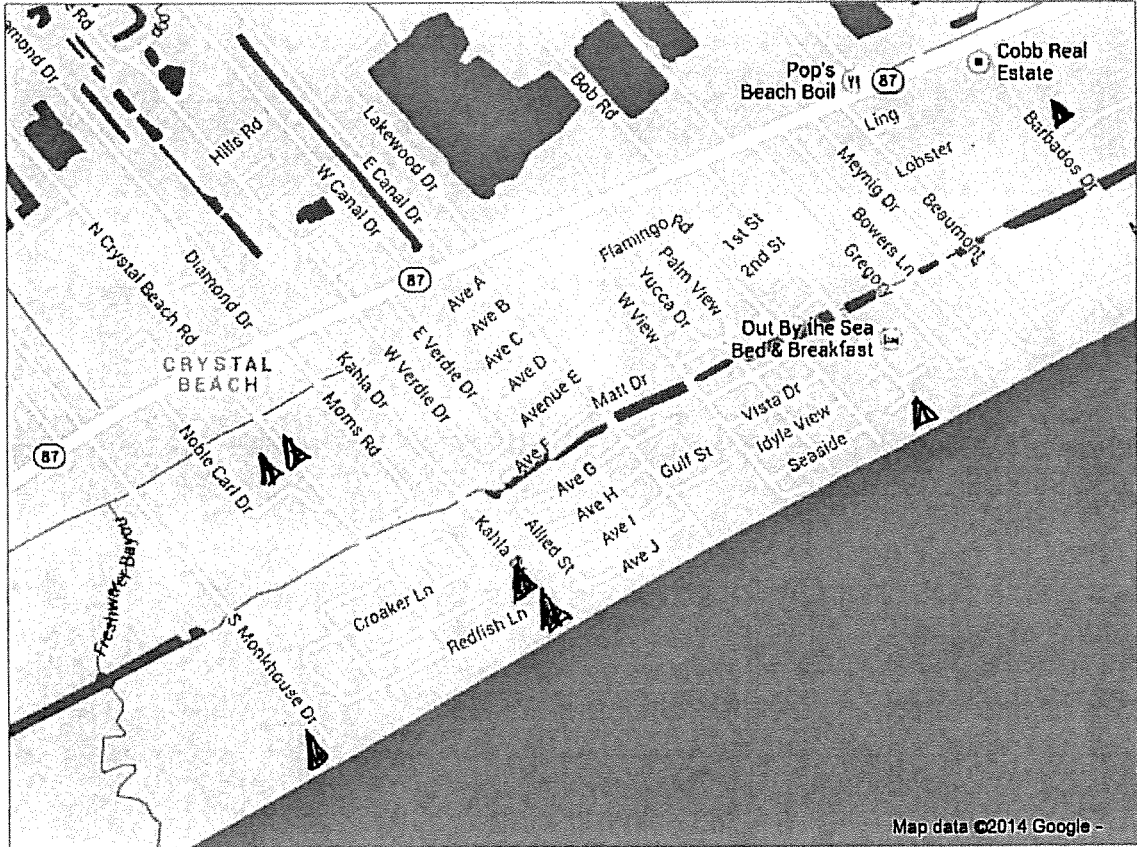 Cobb Real
Estate
Pop's
Beach Boil
87
Bob Rd
Ling
Lobster
Barbados Dr
Meynig Dr
Beaumont
Bowers Ln
Gregory
Lakewood Dr
E Canal Dr
W Canal Dr
Hills Rd
Diamond Dr
N Crystal Beach Rd
87
Flamingo Rd
Palm View
Yucca Dr
W View
1st St
2nd St
Ave A
Ave B
Ave C
Ave D
Avenue E
Ave F
E Verdie Dr
W Verdie Dr
Kahla Dr
Morris Rd
CRYSTAL
BEACH
Out By the Sea
Bed & Breakfast
Matt Dr
Vista Dr
Idyle View
Seaside
Gulf St
Ave G
Ave H
Ave I
Ave J
Allied St
Kahla
87
Noble Carl Dr
Freshwater Bayou
Croaker Ln
Redfish Ln
S Monkhouse Dr
Map data ©2014 Google -